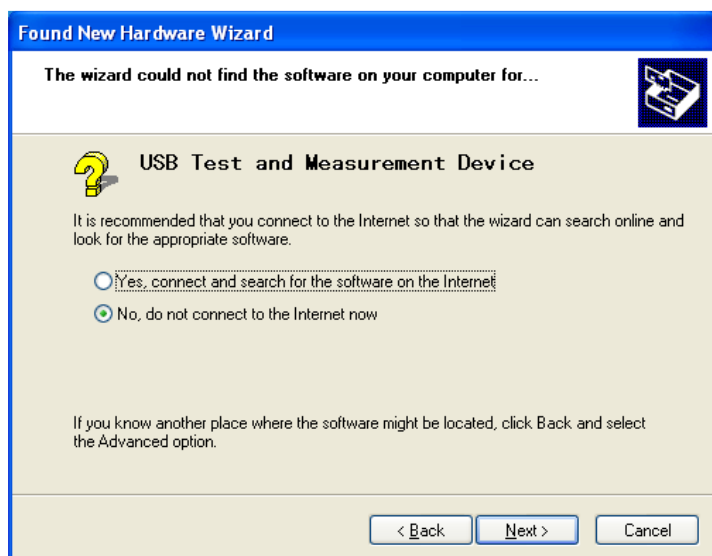 Found New Hardware Wizard
The wizard could not find the software on your computer for...
USB Test and Measurement Device
It is recommended that you connect to the Internet so that the wizard can search online and
look for the appropriate software.
Yes, connect and search for the software on the Internet
No, do not connect to the Internet now
If you know another place where the software might be located, click Back and select
the Advanced option.
< Back Next > Cancel